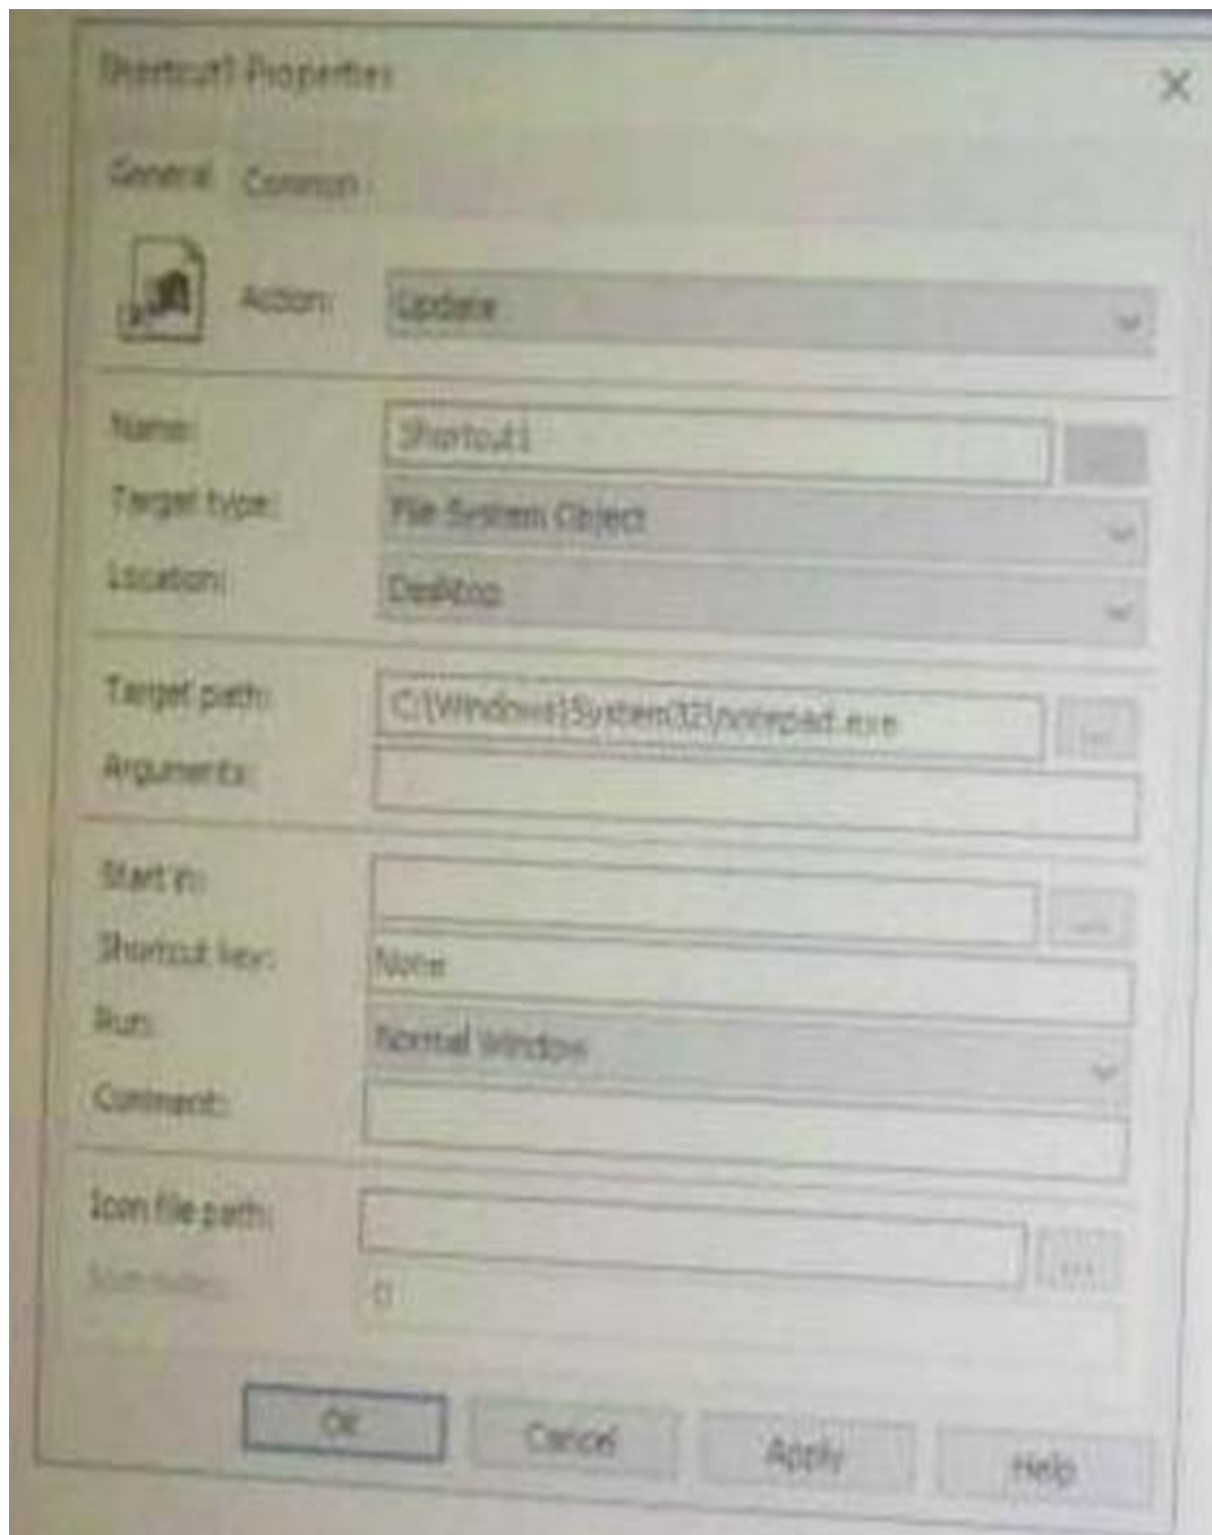 Shortcut1 Properties
General Common
Action: Update
Name: Shortcut1
Target type: File System Object
Location: Desktop
Target path: C:\Windows\System32\notepad.exe
Arguments:
Start in:
Shortcut key: None
Run: Normal Window
Comment:
Icon file path:
0
OK Cancel Apply Help